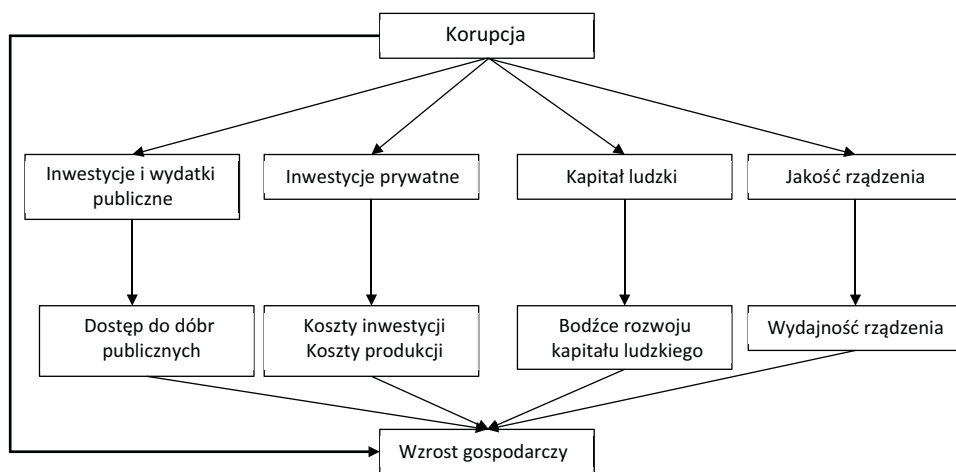 Korupcja
Inwestycje i wydatki
publiczne
Inwestycje prywatne
Kapitał ludzki
Jakość rządzenia
Dostęp do dóbr
publicznych
Koszty inwestycji
Koszty produkcji
Bodźce rozwoju
kapitału ludzkiego
Wydajność rządzenia
Wzrost gospodarczy